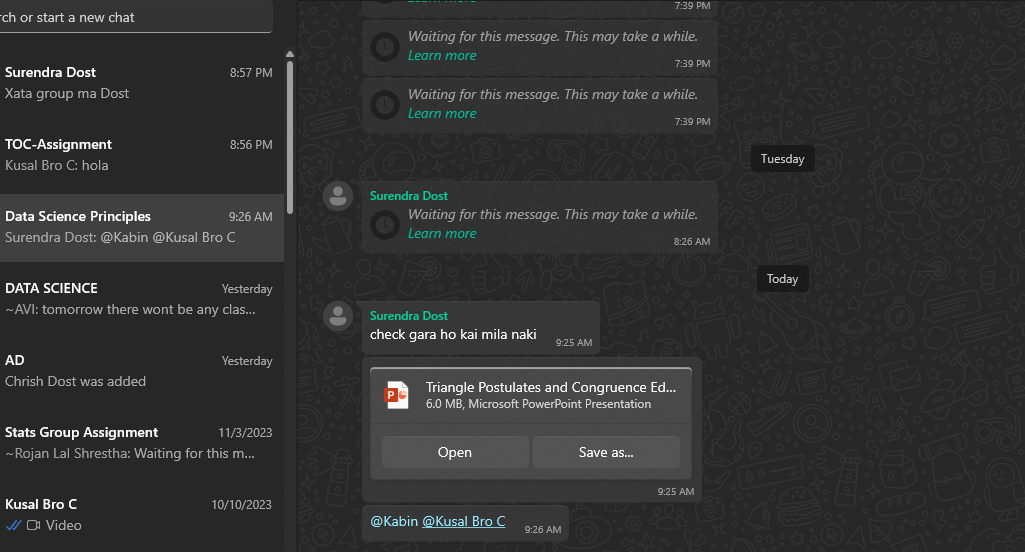 rch or start a new chat
Surendra Dost 8:57 PM
Xata group ma Dost
TOC-Assignment 8:56 PM
Kusal Bro C: hola
Data Science Principles 9:26 AM
Surendra Dost: @Kabin @Kusal Bro C
DATA SCIENCE Yesterday
~AVI: tomorrow there wont be any clas...
AD Yesterday
Chrish Dost was added
Stats Group Assignment 11/3/2023
~Rojan Lal Shrestha: Waiting for this m...
Kusal Bro C 10/10/2023
Video
7:39 PM
Waiting for this message. This may take a while.
Learn more
7:39 PM
Waiting for this message. This may take a while.
Learn more
7:39 PM
Tuesday
Surendra Dost
Waiting for this message. This may take a while.
Learn more
8:26 AM
Today
Surendra Dost
check gara ho kai mila naki
9:25 AM
P
Triangle Postulates and Congruence Ed...
6.0 MB, Microsoft PowerPoint Presentation
Open Save as...
9:25 AM
@Kabin @Kusal Bro C
9:26 AM